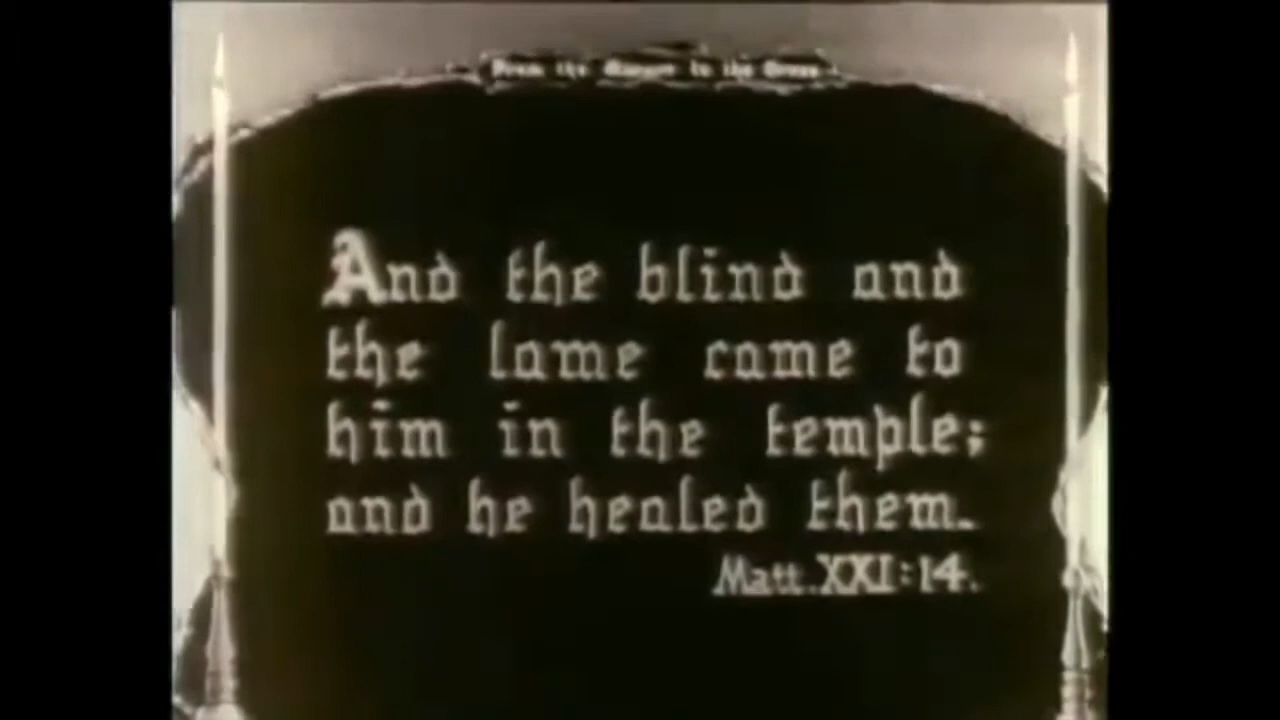 From the Manger to the Cross
And the blind and
the lame came to
him in the temple;
and he healed them.
Matt. XXI:14.